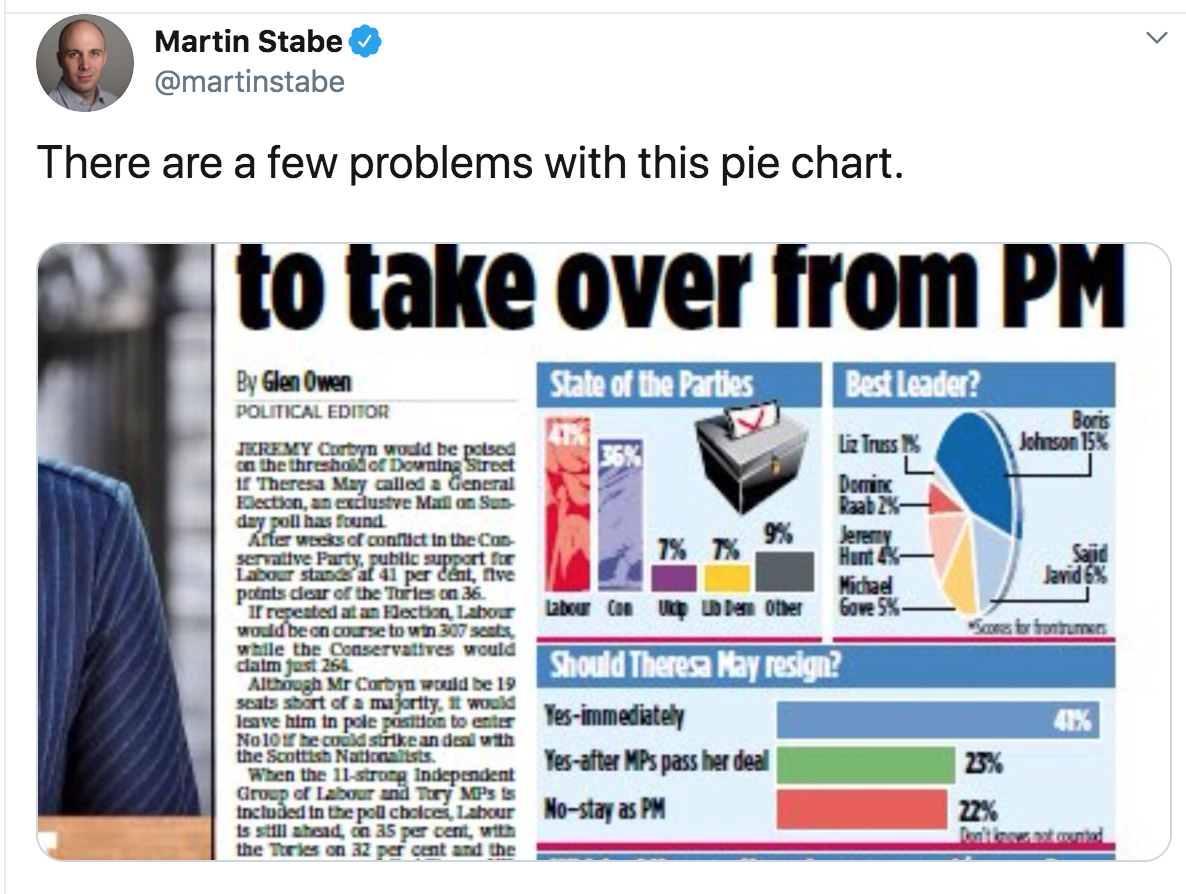 Martin Stabe
@martinstabe
There are a few problems with this pie chart.
to take over from PM
By Glen Owen
POLITICAL EDITOR
JEREMY Corbyn would be poised
on the threshold of Downing Street
if Theresa May called a General
Election, an exclusive Mail on Sun-
day poll has found.
After weeks of conflict in the Con-
servative Party, public support for
Labour stands at 41 per cent, five
points clear of the Tories on 36.
If repeated at an Election, Labour
would be on course to win 307 seats,
while the Conservatives would
claim just 264.
Although Mr Corbyn would be 19
seats short of a majority, it would
leave him in pole position to enter
No 10 if he could strike an deal with
the Scottish Nationalists.
When the 11-strong Independent
Group of Labour and Tory MPs is
included in the poll choices, Labour
is still ahead, on 35 per cent, with
the Tories on 32 per cent and the
State of the Parties
41%
36%
7%
7%
9%
Labour Con Ukip Lib Dem Other
Best Leader?
Boris
Johnson 15%
Liz Truss 1%
Dominc
Raab 2%
Jeremy
Hunt 4%
Michael
Gove 5%
Sajid
Javid 6%
*Scores for frontrunners
Should Theresa May resign?
Yes-immediately 41%
Yes-after MPs pass her deal 23%
No-stay as PM 22%
Don't knows not counted